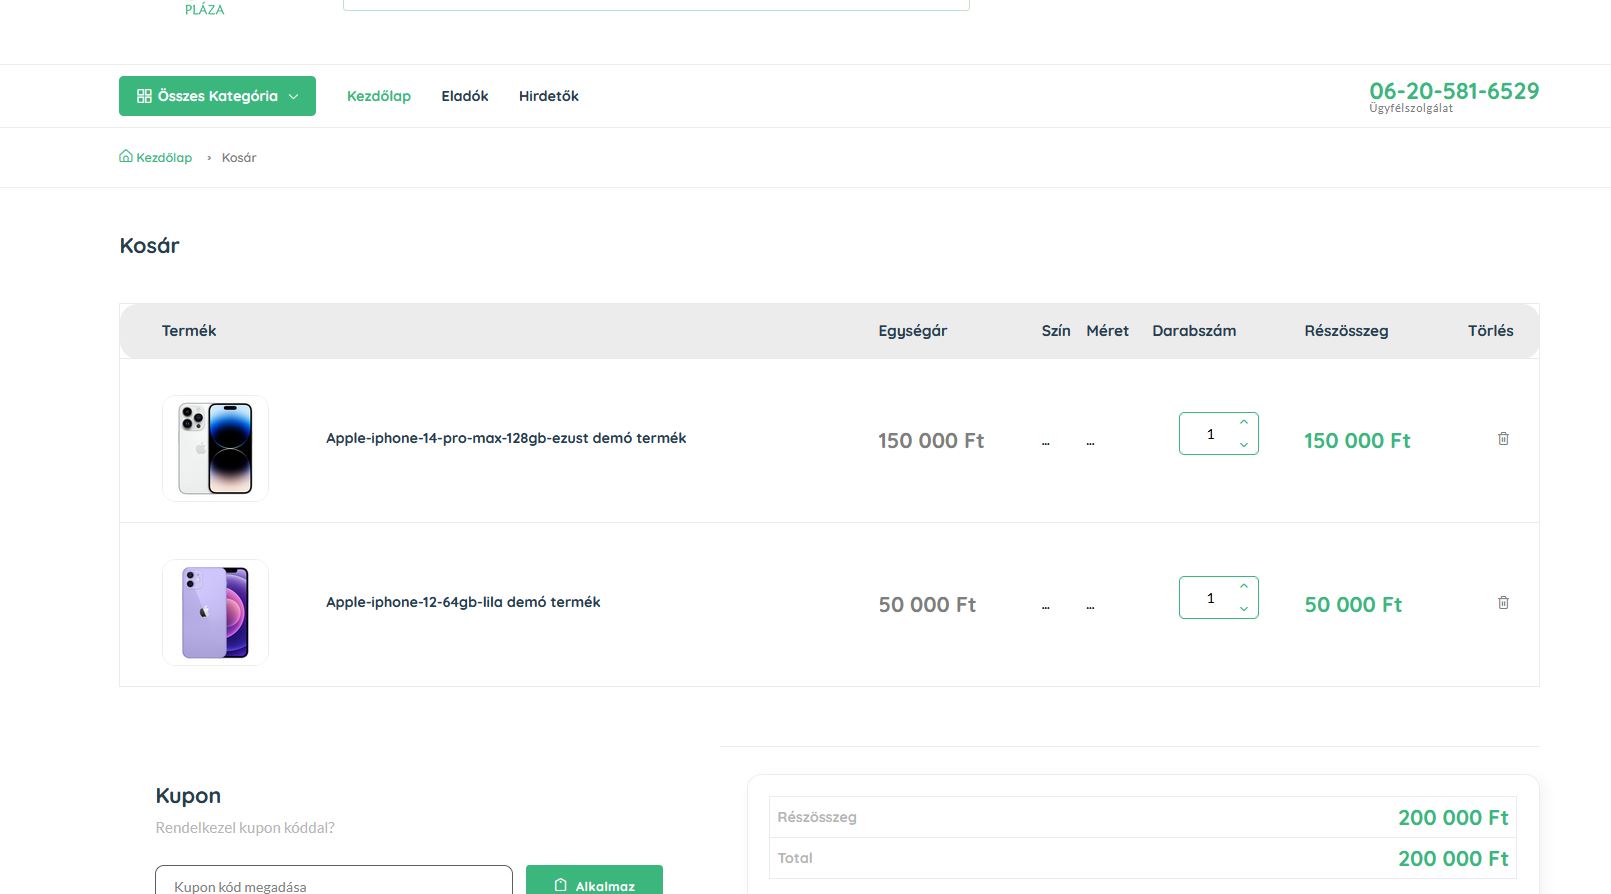 PLÁZA
Összes Kategória
Kezdőlap
Eladók
Hirdetők
06-20-581-6529
Ügyfélszolgálat
Kezdőlap › Kosár
Kosár
Termék Egységár Szín Méret Darabszám Részösszeg Törlés
Apple-iphone-14-pro-max-128gb-ezust demó termék 150 000 Ft ... ... 1 150 000 Ft
Apple-iphone-12-64gb-lila demó termék 50 000 Ft ... ... 1 50 000 Ft
Kupon
Rendelkezel kupon kóddal?
Kupon kód megadása
Alkalmaz
Részösszeg 200 000 Ft
Total 200 000 Ft